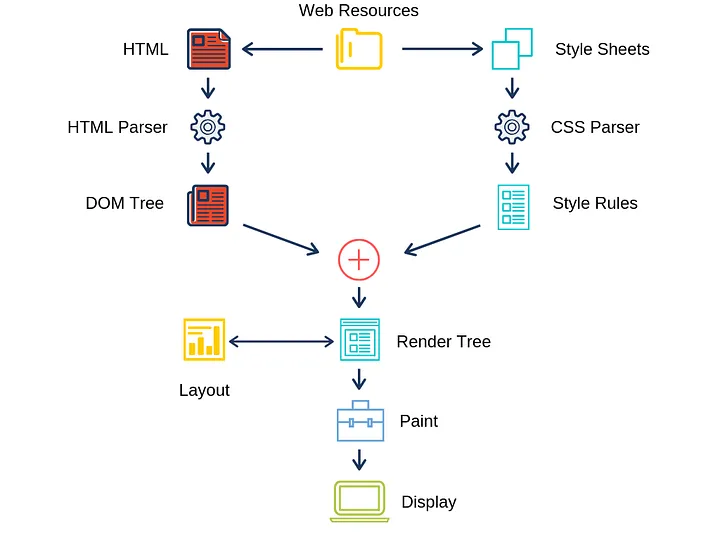 Web Resources
HTML
Style Sheets
HTML Parser
CSS Parser
DOM Tree
Style Rules
Render Tree
Layout
Paint
Display